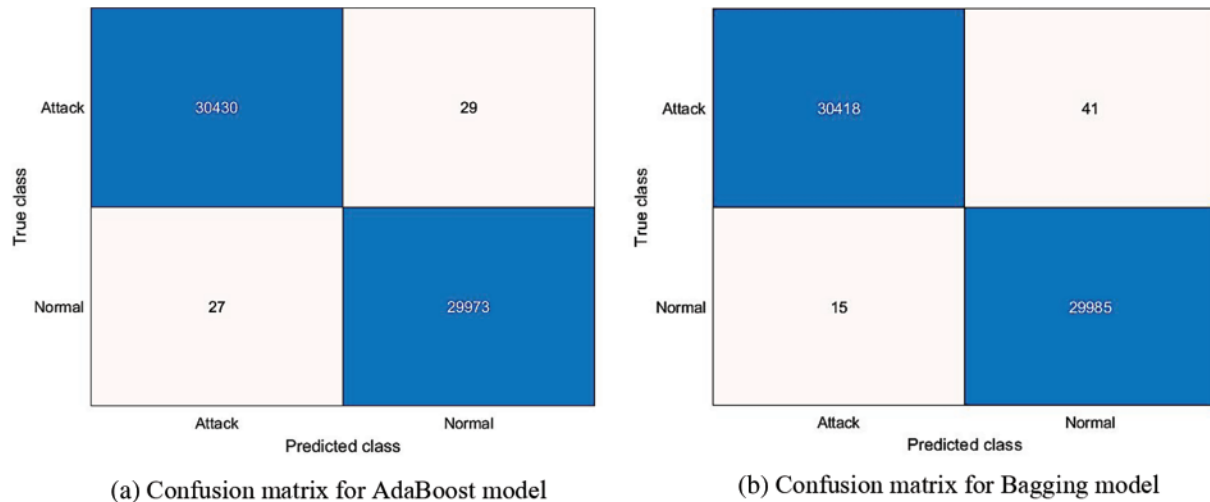 Attack
30430
29
True class
Normal
27
29973
Attack
Normal
Predicted class
(a) Confusion matrix for AdaBoost model
Attack
30418
41
True class
Normal
15
29985
Attack
Normal
Predicted class
(b) Confusion matrix for Bagging model